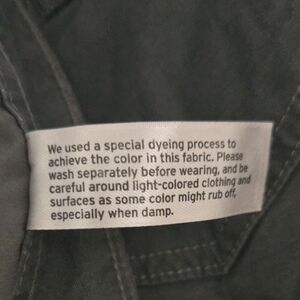 We used a special dyeing process to
achieve the color in this fabric. Please
wash separately before wearing, and be
careful around light-colored clothing and
surfaces as some color might rub off,
especially when damp.